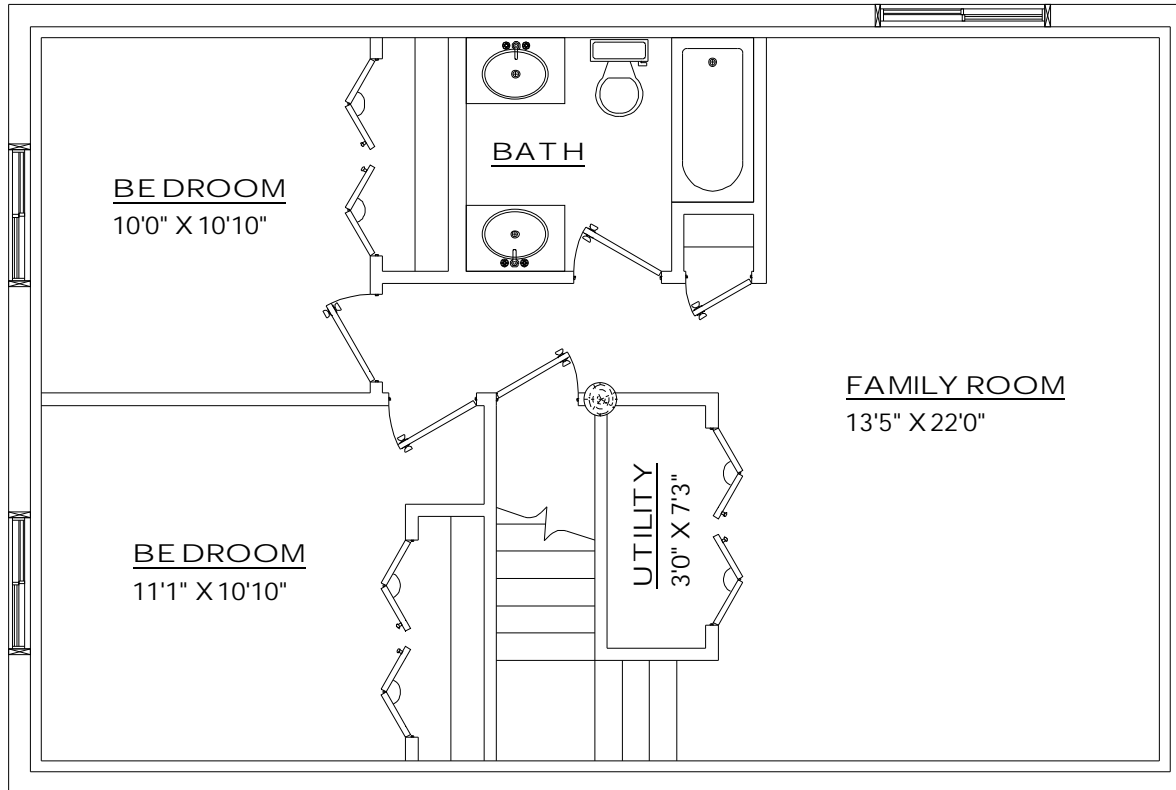 BATH
BEDROOM
10'0" X 10'10"
FAMILY ROOM
13'5" X 22'0"
UTILITY
3'0" X 7'3"
BEDROOM
11'1" X 10'10"